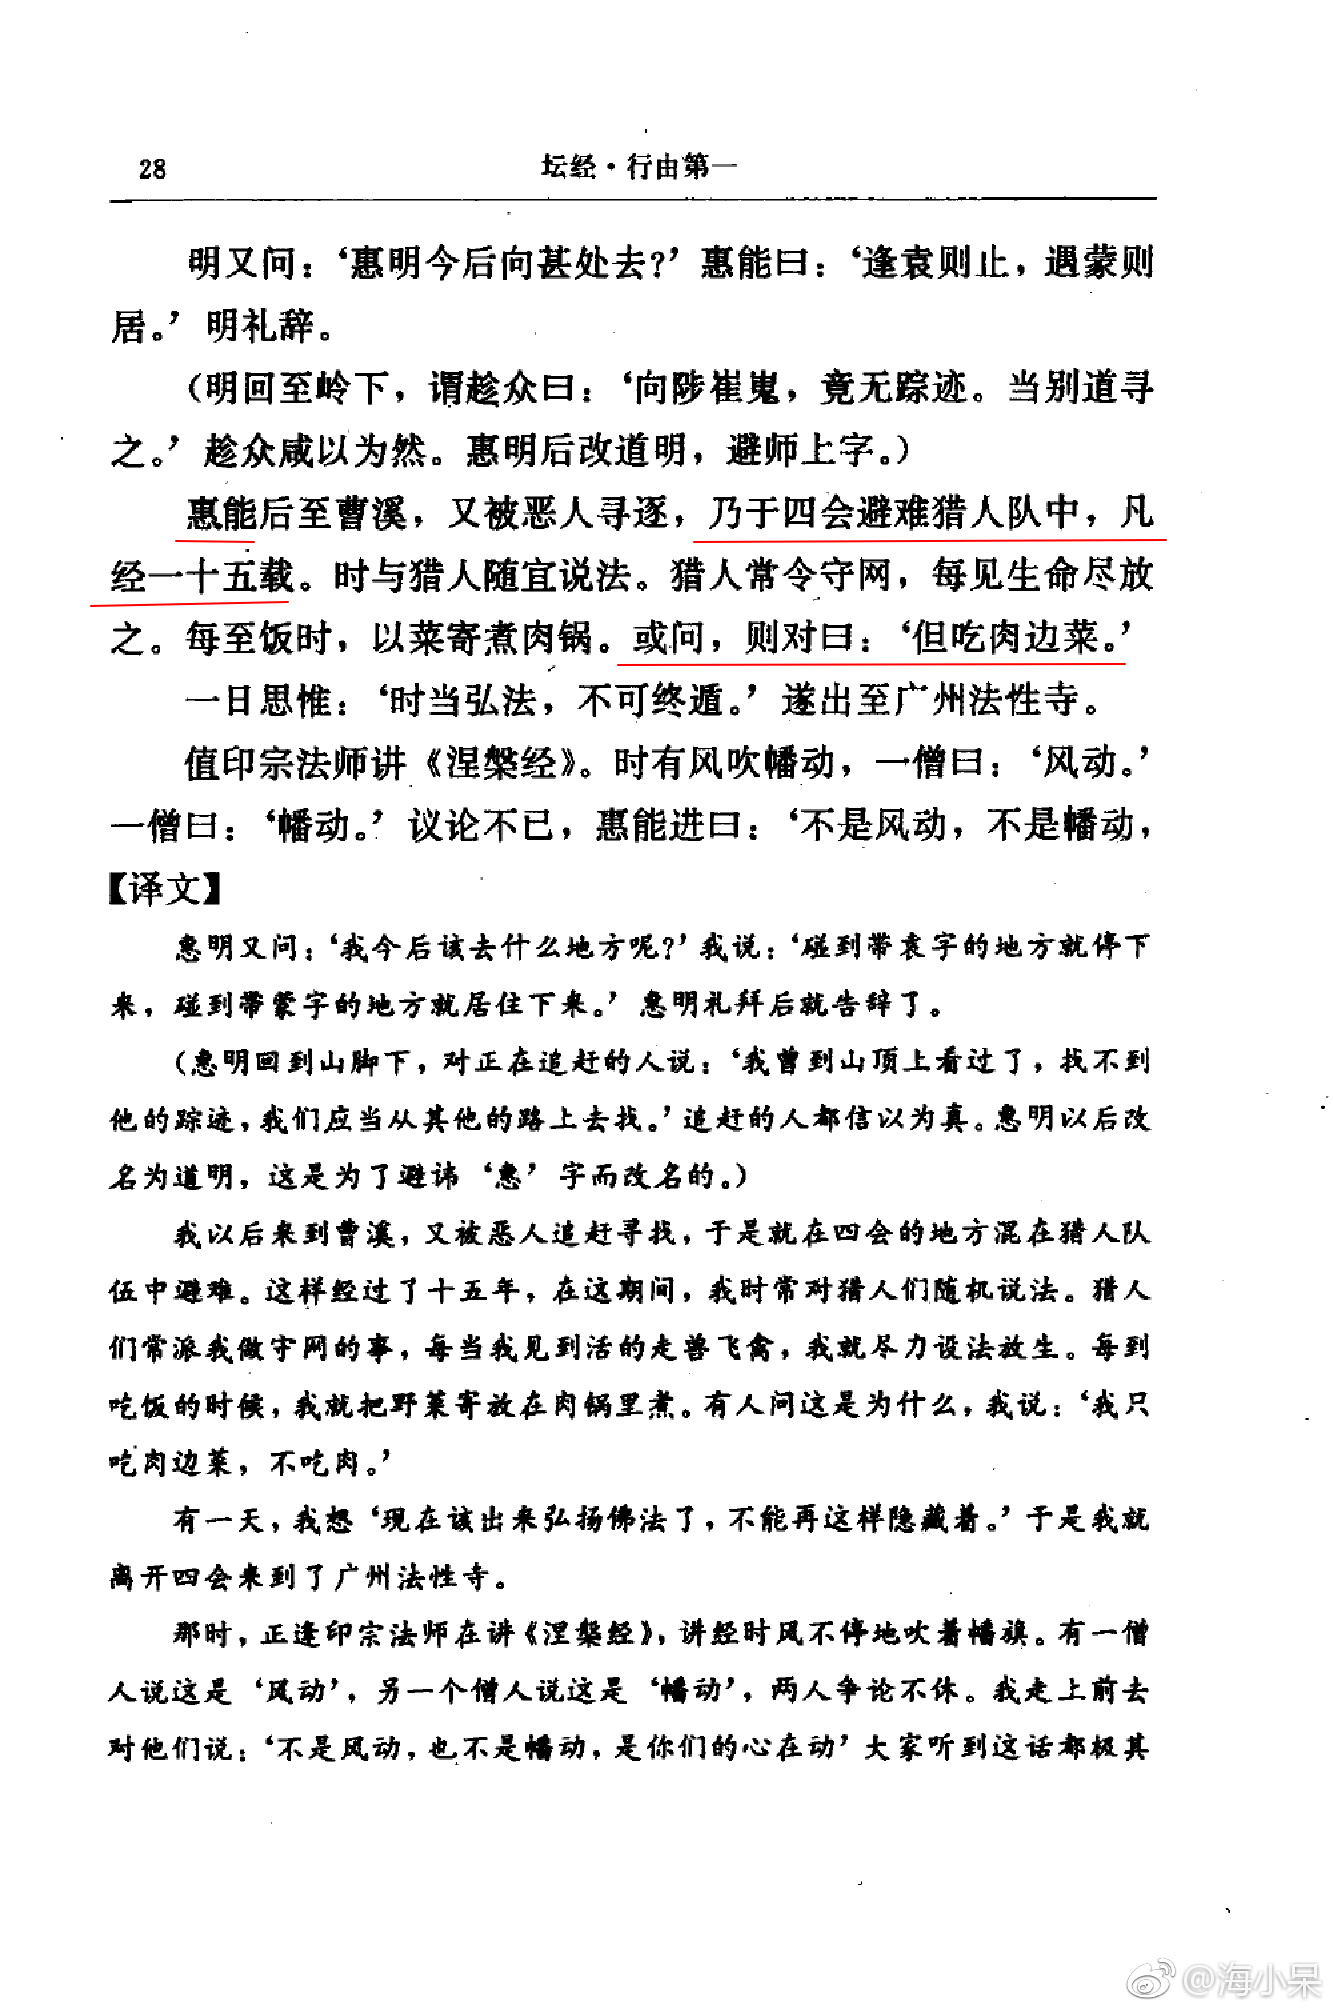 28 坛经·行由第一
明又问：‘惠明今后向甚处去?’惠能曰：‘逢袁则止，遇蒙则
居。’明礼辞。
（明回至岭下，谓趁众曰：‘向陟崔嵬，竟无踪迹。当别道寻
之。’趁众咸以为然。惠明后改道明，避师上字。）
惠能后至曹溪，又被恶人寻逐，乃于四会避难猎人队中，凡
经一十五载。时与猎人随宜说法。猎人常令守网，每见生命尽放
之。每至饭时，以菜寄煮肉锅。或问，则对曰：‘但吃肉边菜。’
一日思惟：‘时当弘法，不可终遁。’遂出至广州法性寺。
值印宗法师讲《涅槃经》。时有风吹幡动，一僧曰：‘风动。’
一僧曰：‘幡动。’议论不已，惠能进曰：‘不是风动，不是幡动，
【译文】
惠明又问：‘我今后该去什么地方呢?’我说：‘碰到带袁字的地方就停下
来，碰到带蒙字的地方就居住下来。’惠明礼拜后就告辞了。
（惠明回到山脚下，对正在追赶的人说：‘我曾到山顶上看过了，找不到
他的踪迹，我们应当从其他的路上去找。’追赶的人都信以为真。惠明以后改
名为道明，这是为了避讳‘惠’字而改名的。）
我以后来到曹溪，又被恶人追赶寻找，于是就在四会的地方混在猎人队
伍中避难。这样经过了十五年，在这期间，我时常对猎人们随机说法。猎人
们常派我做守网的事，每当我见到活的走兽飞禽，我就尽力设法放生。每到
吃饭的时候，我就把野菜寄放在肉锅里煮。有人问这是为什么，我说：‘我只
吃肉边菜，不吃肉。’
有一天，我想‘现在该出来弘扬佛法了，不能再这样隐藏着。’于是我就
离开四会来到了广州法性寺。
那时，正逢印宗法师在讲《涅槃经》，讲经时风不停地吹着幡旗。有一僧
人说这是‘风动’，另一个僧人说这是‘幡动’，两人争论不休。我走上前去
对他们说：‘不是风动，也不是幡动，是你们的心在动’大家听到这话都极其
@海小呆